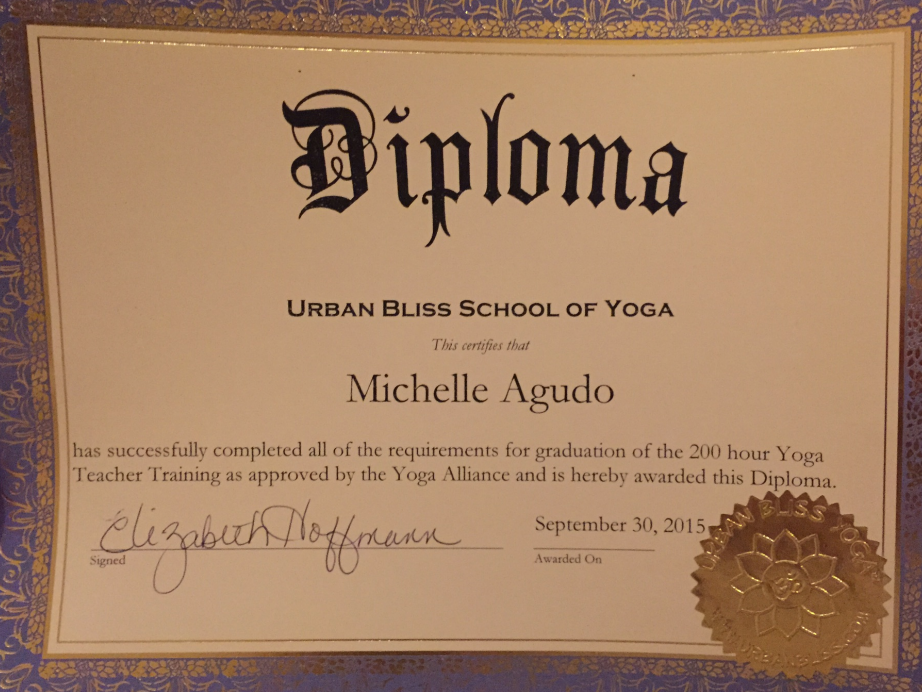 Diploma
URBAN BLISS SCHOOL OF YOGA
This certifies that
Michelle Agudo
has successfully completed all of the requirements for graduation of the 200 hour Yoga
Teacher Training as approved by the Yoga Alliance and is hereby awarded this Diploma.
Elizabeth Hoffmann
September 30, 2015
Signed
Awarded On
URBAN BLISS YOGA
ॐ